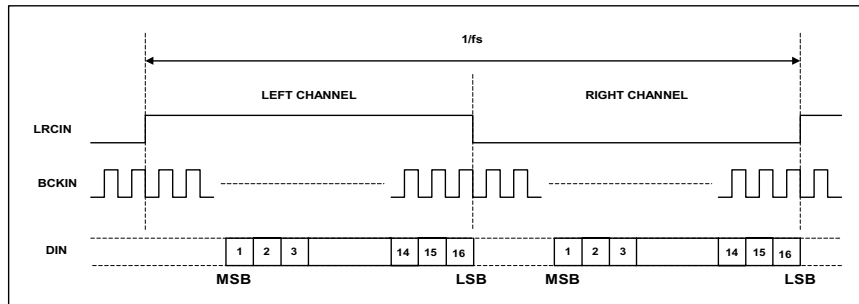 1/fs
LEFT CHANNEL RIGHT CHANNEL
LRCIN
BCKIN
DIN 1 2 3 14 15 16 1 2 3 14 15 16
MSB LSB MSB LSB